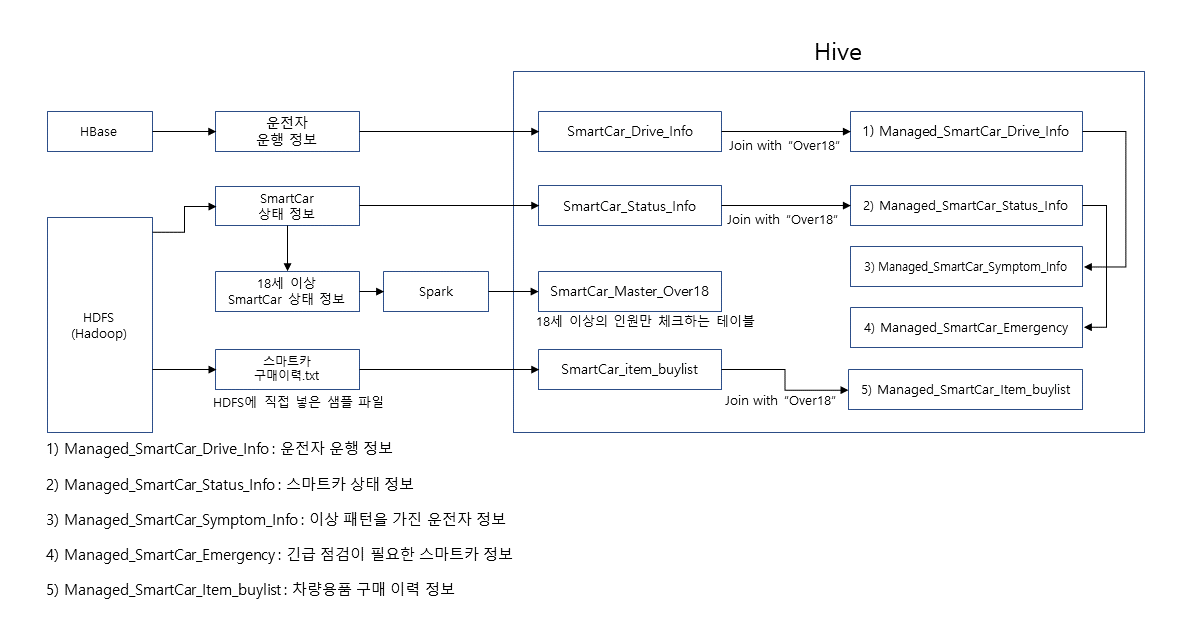 Hive
HBase
운전자
운행 정보
SmartCar_Drive_Info
Join with “Over18”
1) Managed_SmartCar_Drive_Info
SmartCar
상태 정보
SmartCar_Status_Info
Join with “Over18”
2) Managed_SmartCar_Status_Info
3) Managed_SmartCar_Symptom_Info
HDFS
(Hadoop)
18세 이상
SmartCar 상태 정보
Spark
SmartCar_Master_Over18
18세 이상의 인원만 체크하는 테이블
4) Managed_SmartCar_Emergency
스마트카
구매이력.txt
HDFS에 직접 넣은 샘플 파일
SmartCar_item_buylist
Join with “Over18”
5) Managed_SmartCar_Item_buylist
1) Managed_SmartCar_Drive_Info : 운전자 운행 정보
2) Managed_SmartCar_Status_Info : 스마트카 상태 정보
3) Managed_SmartCar_Symptom_Info : 이상 패턴을 가진 운전자 정보
4) Managed_SmartCar_Emergency : 긴급 점검이 필요한 스마트카 정보
5) Managed_SmartCar_Item_buylist : 차량용품 구매 이력 정보